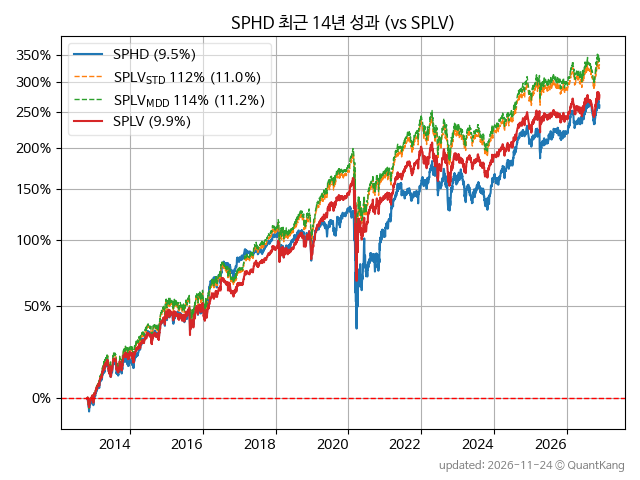 SPHD 최근 14년 성과 (vs SPLV)
350%
300%
250%
200%
150%
100%
50%
0%
SPHD (9.5%)
SPLV_STD 112% (11.0%)
SPLV_MDD 114% (11.2%)
SPLV (9.9%)
2014 2016 2018 2020 2022 2024 2026
updated: 2026-11-24 © QuantKang